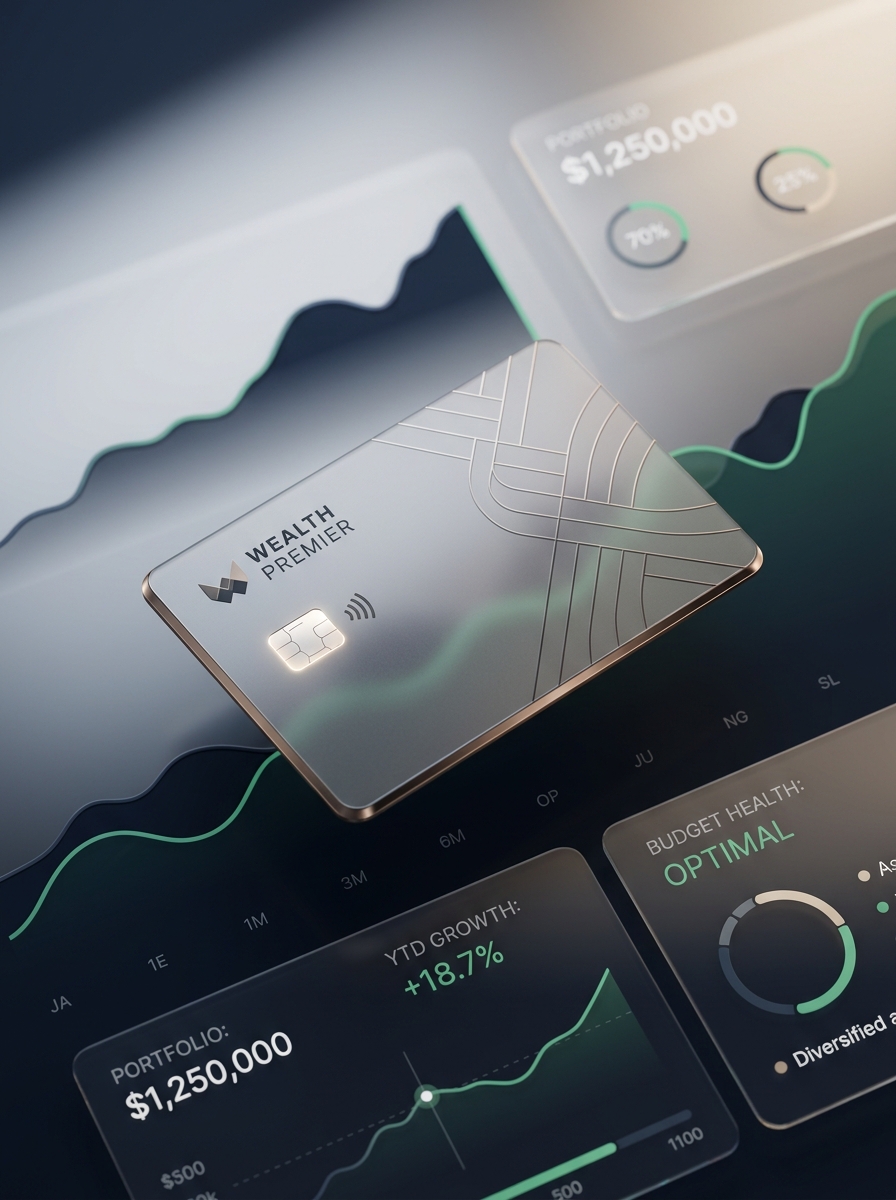 PORTFOLIO
$1,250,000
70%
25%
WEALTH
PREMIER
JA
1E
1M
3M
6M
OP
JU
NG
SL
PORTFOLIO:
$1,250,000
YTD GROWTH:
+18.7%
$500
500
1100
BUDGET HEALTH:
OPTIMAL
Diversified